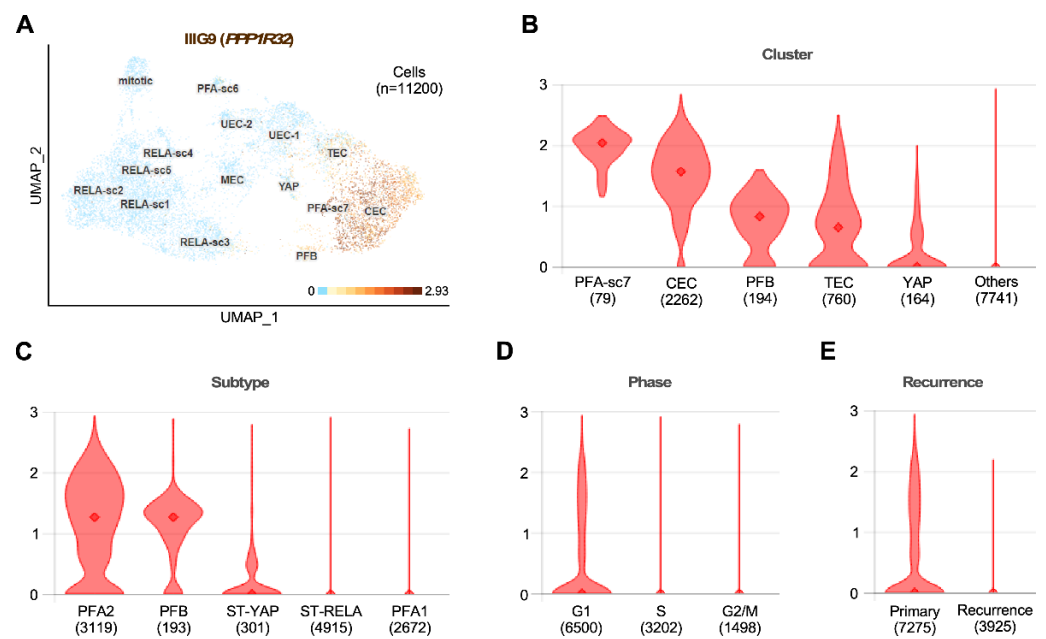 A
IIIG9 (PPP1R32)
Cells
(n=11200)
mitotic
PFA-sc6
UEC-2
UEC-1
TEC
RELA-sc4
RELA-sc5
MEC
YAP
RELA-sc2
RELA-sc1
PFA-sc7
CEC
RELA-sc3
PFB
0
2.93
UMAP_2
UMAP_1
B
Cluster
3
2
1
0
PFA-sc7 CEC PFB TEC YAP Others
(79) (2262) (194) (760) (164) (7741)
C
Subtype
3
2
1
0
PFA2 PFB ST-YAP ST-RELA PFA1
(3119) (193) (301) (4915) (2672)
D
Phase
3
2
1
0
G1 S G2/M
(6500) (3202) (1498)
E
Recurrence
3
2
1
0
Primary Recurrence
(7275) (3925)